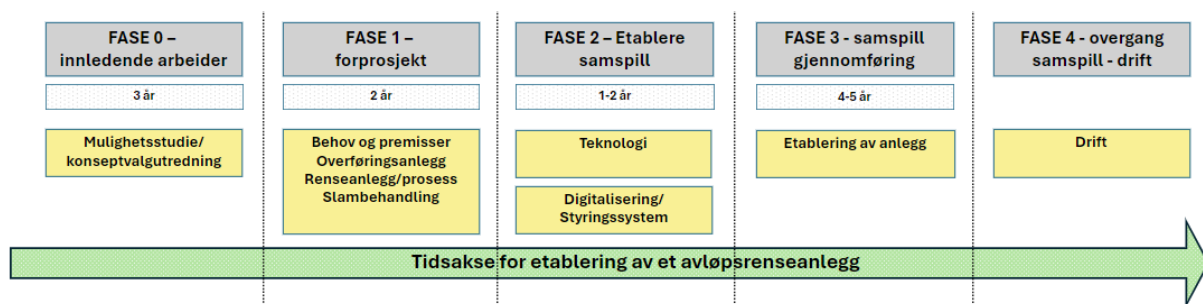 FASE 0 –
innledende arbeider
3 år
Mulighetsstudie/
konseptvalgutredning
FASE 1 –
forprosjekt
2 år
Behov og premisser
Overføringsanlegg
Renseanlegg/prosess
Slambehandling
FASE 2 – Etablere
samspill
1-2 år
Teknologi
Digitalisering/
Styringssystem
FASE 3 - samspill
gjennomføring
4-5 år
Etablering av anlegg
FASE 4 - overgang
samspill - drift
Drift
Tidsakse for etablering av et avløpsrenseanlegg